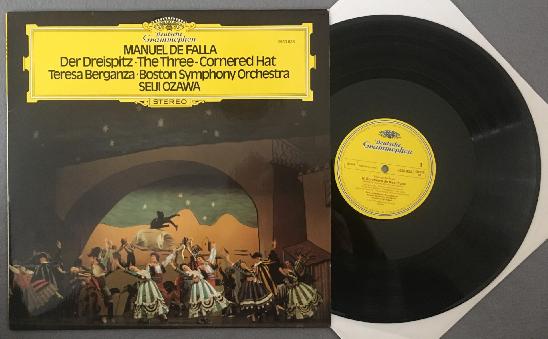 Deutsche
Grammophon
MANUEL DE FALLA
Der Dreispitz · The Three-Cornered Hat
Teresa Berganza · Boston Symphony Orchestra
SEIJI OZAWA
STEREO
Deutsche
Grammophon